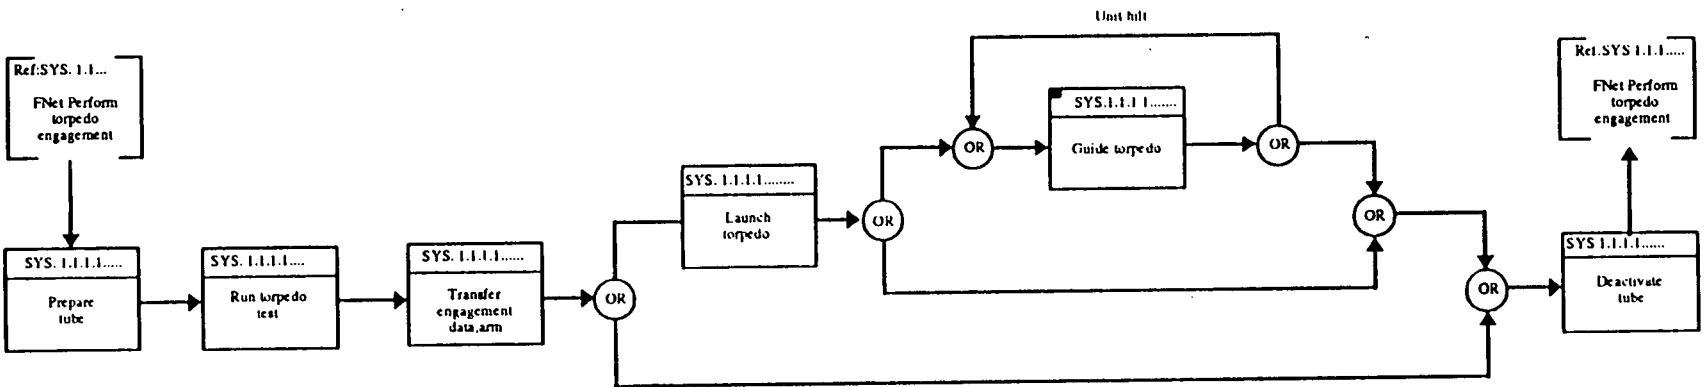 Unit hilt
Ref:SYS. 1.1...
FNet Perform
torpedo
engagement
Ref.SYS 1.1.1.....
FNet Perform
torpedo
engagement
SYS.1.1.1 1.......
OR
Guide torpedo
OR
SYS. 1.1.1.1........
Launch
torpedo
OR
OR
SYS. 1.1.1.1.....
Prepare
tube
SYS. 1.1.1.1....
Run torpedo
test
SYS. 1.1.1.1......
Transfer
engagement
data,arm
OR
OR
SYS 1.1.1.1......
Deactivate
tube